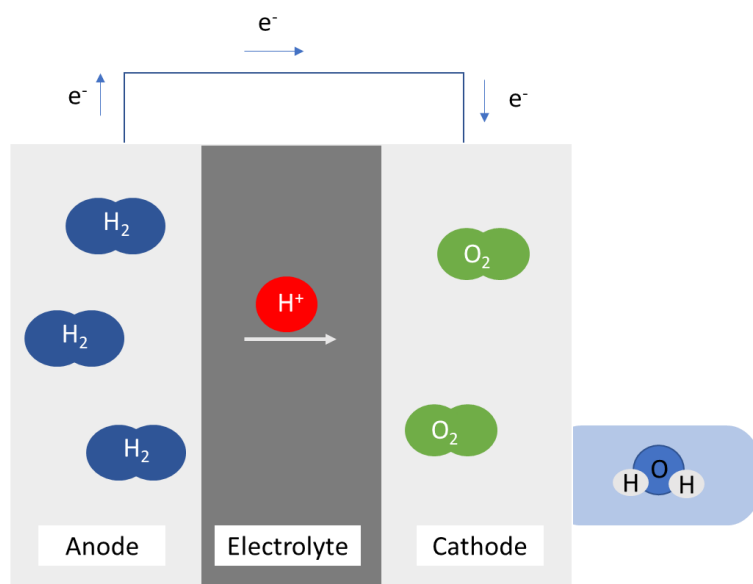 e⁻
e⁻
e⁻
H₂
O₂
H⁺
H₂
O₂
H₂
O
H
H
Anode
Electrolyte
Cathode